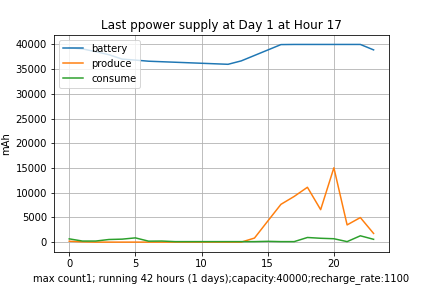 Last ppower supply at Day 1 at Hour 17
battery
produce
consume
40000
35000
30000
25000
20000
15000
10000
5000
0
mAh
0 5 10 15 20
max count1; running 42 hours (1 days);capacity:40000;recharge_rate:1100